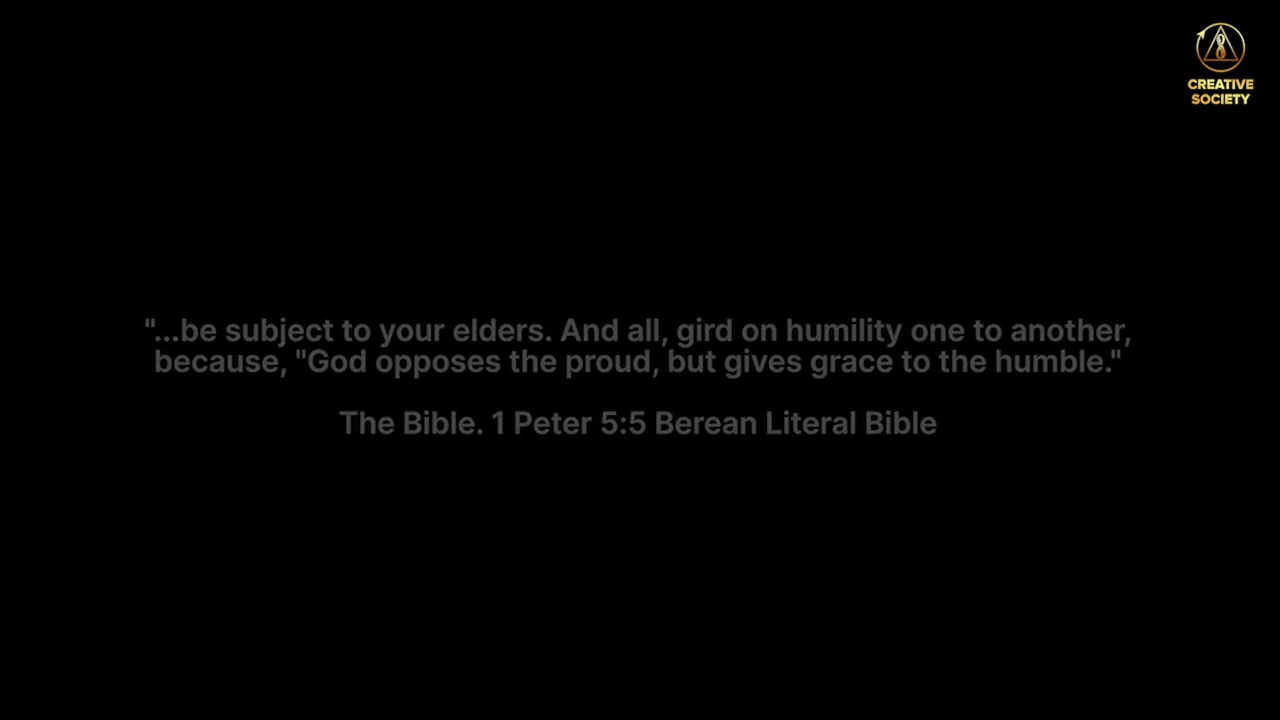 CREATIVE
SOCIETY
"...be subject to your elders. And all, gird on humility one to another,
because, "God opposes the proud, but gives grace to the humble."
The Bible. 1 Peter 5:5 Berean Literal Bible